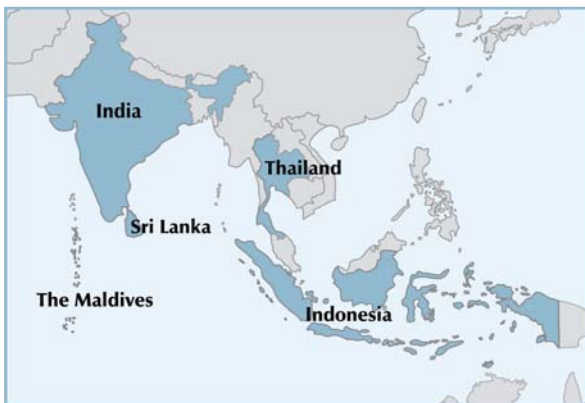 India
Thailand
Sri Lanka
The Maldives
Indonesia